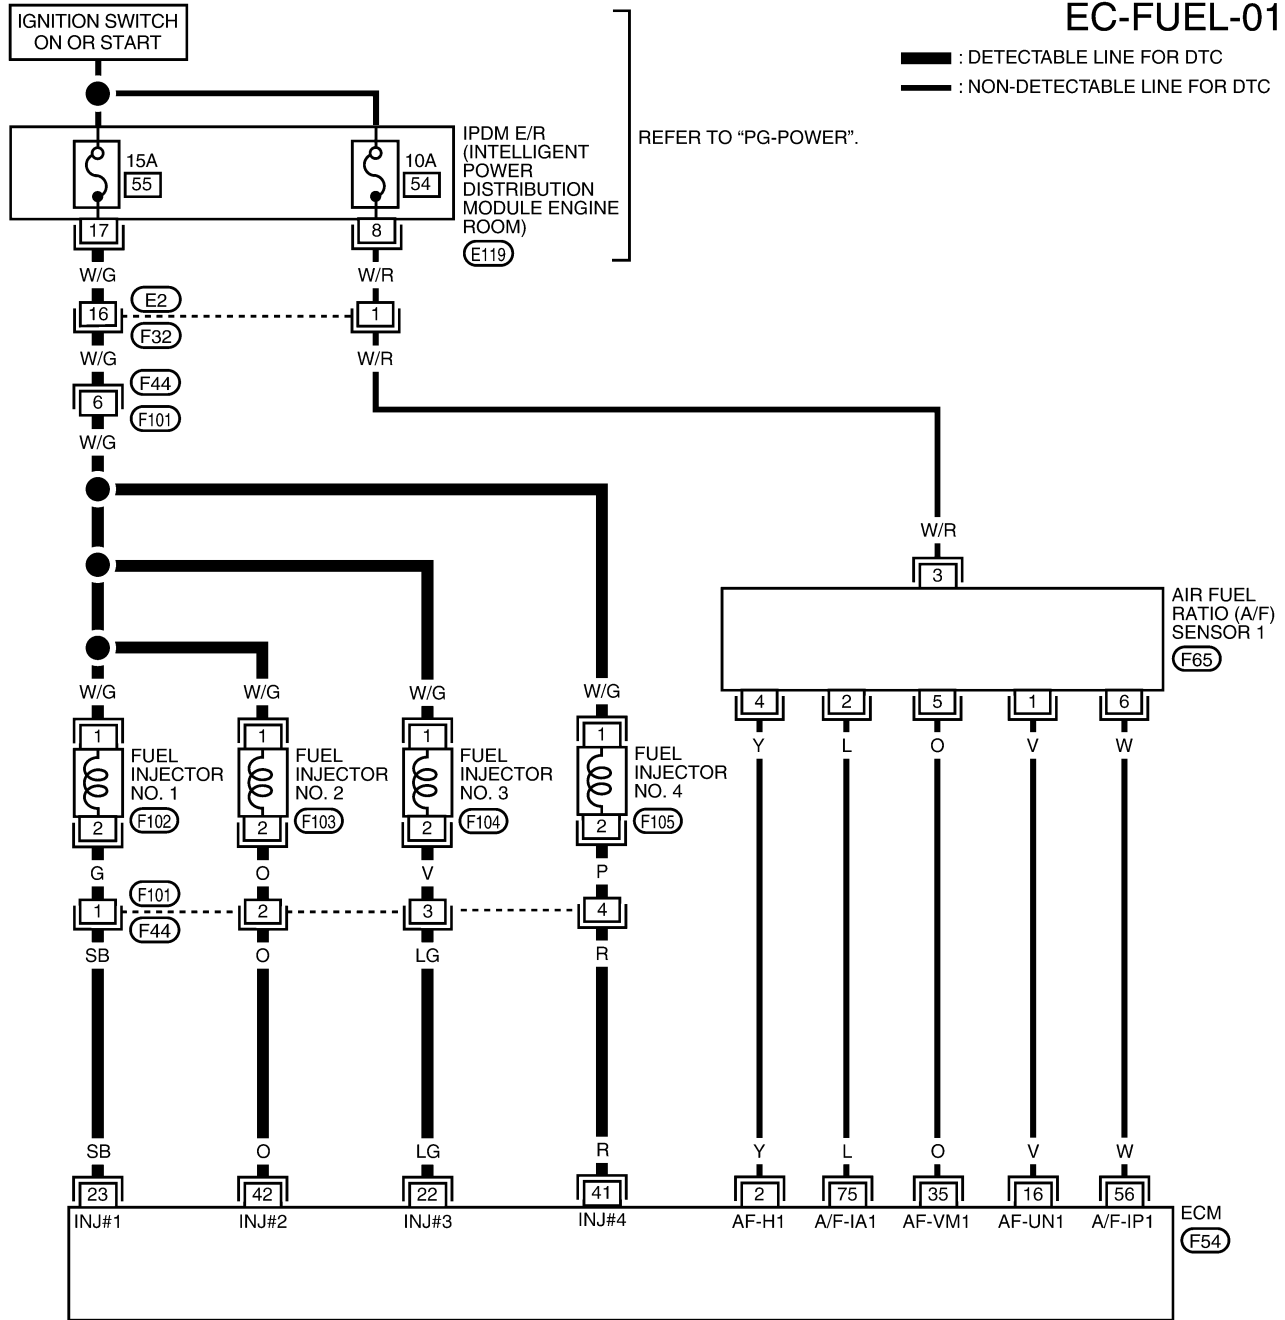 EC-FUEL-01
IGNITION SWITCH
ON OR START
: DETECTABLE LINE FOR DTC
: NON-DETECTABLE LINE FOR DTC
15A
55
10A
54
IPDM E/R
(INTELLIGENT
POWER
DISTRIBUTION
MODULE ENGINE
ROOM)
E119
REFER TO “PG-POWER”.
17
8
W/G
W/R
16
E2
F32
1
W/G
W/R
6
F44
F101
W/G
W/R
3
AIR FUEL
RATIO (A/F)
SENSOR 1
F65
4
2
5
1
6
Y
L
O
V
W
W/G
W/G
W/G
W/G
1
FUEL
INJECTOR
NO. 1
F102
2
1
FUEL
INJECTOR
NO. 2
F103
2
1
FUEL
INJECTOR
NO. 3
F104
2
1
FUEL
INJECTOR
NO. 4
F105
2
G
O
V
P
F101
F44
1
2
3
4
SB
O
LG
R
SB
O
LG
R
Y
L
O
V
W
23
42
22
41
2
75
35
16
56
INJ#1
INJ#2
INJ#3
INJ#4
AF-H1
A/F-IA1
AF-VM1
AF-UN1
A/F-IP1
ECM
F54